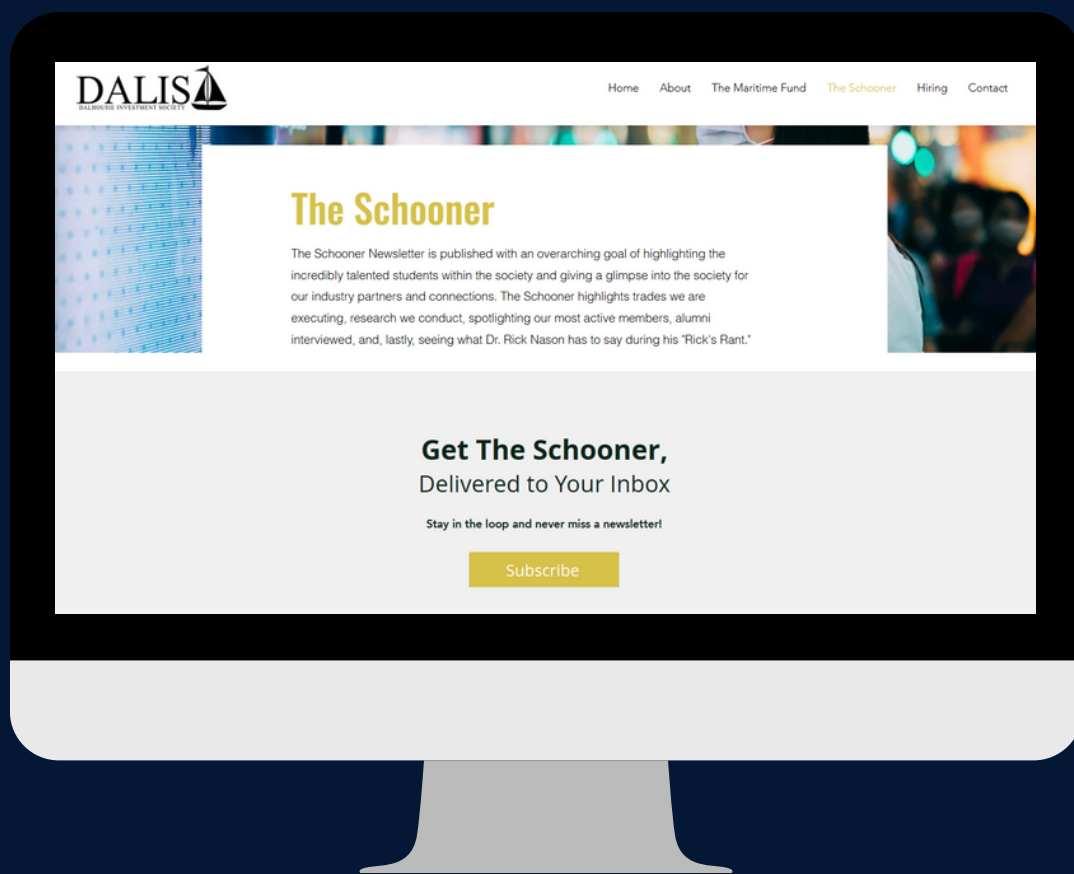 DALIS
DALHOUSIE INVESTMENT SOCIETY
Home About The Maritime Fund The Schooner Hiring Contact
The Schooner
The Schooner Newsletter is published with an overarching goal of highlighting the
incredibly talented students within the society and giving a glimpse into the society for
our industry partners and connections. The Schooner highlights trades we are
executing, research we conduct, spotlighting our most active members, alumni
interviewed, and, lastly, seeing what Dr. Rick Nason has to say during his "Rick's Rant."
Get The Schooner,
Delivered to Your Inbox
Stay in the loop and never miss a newsletter!
Subscribe